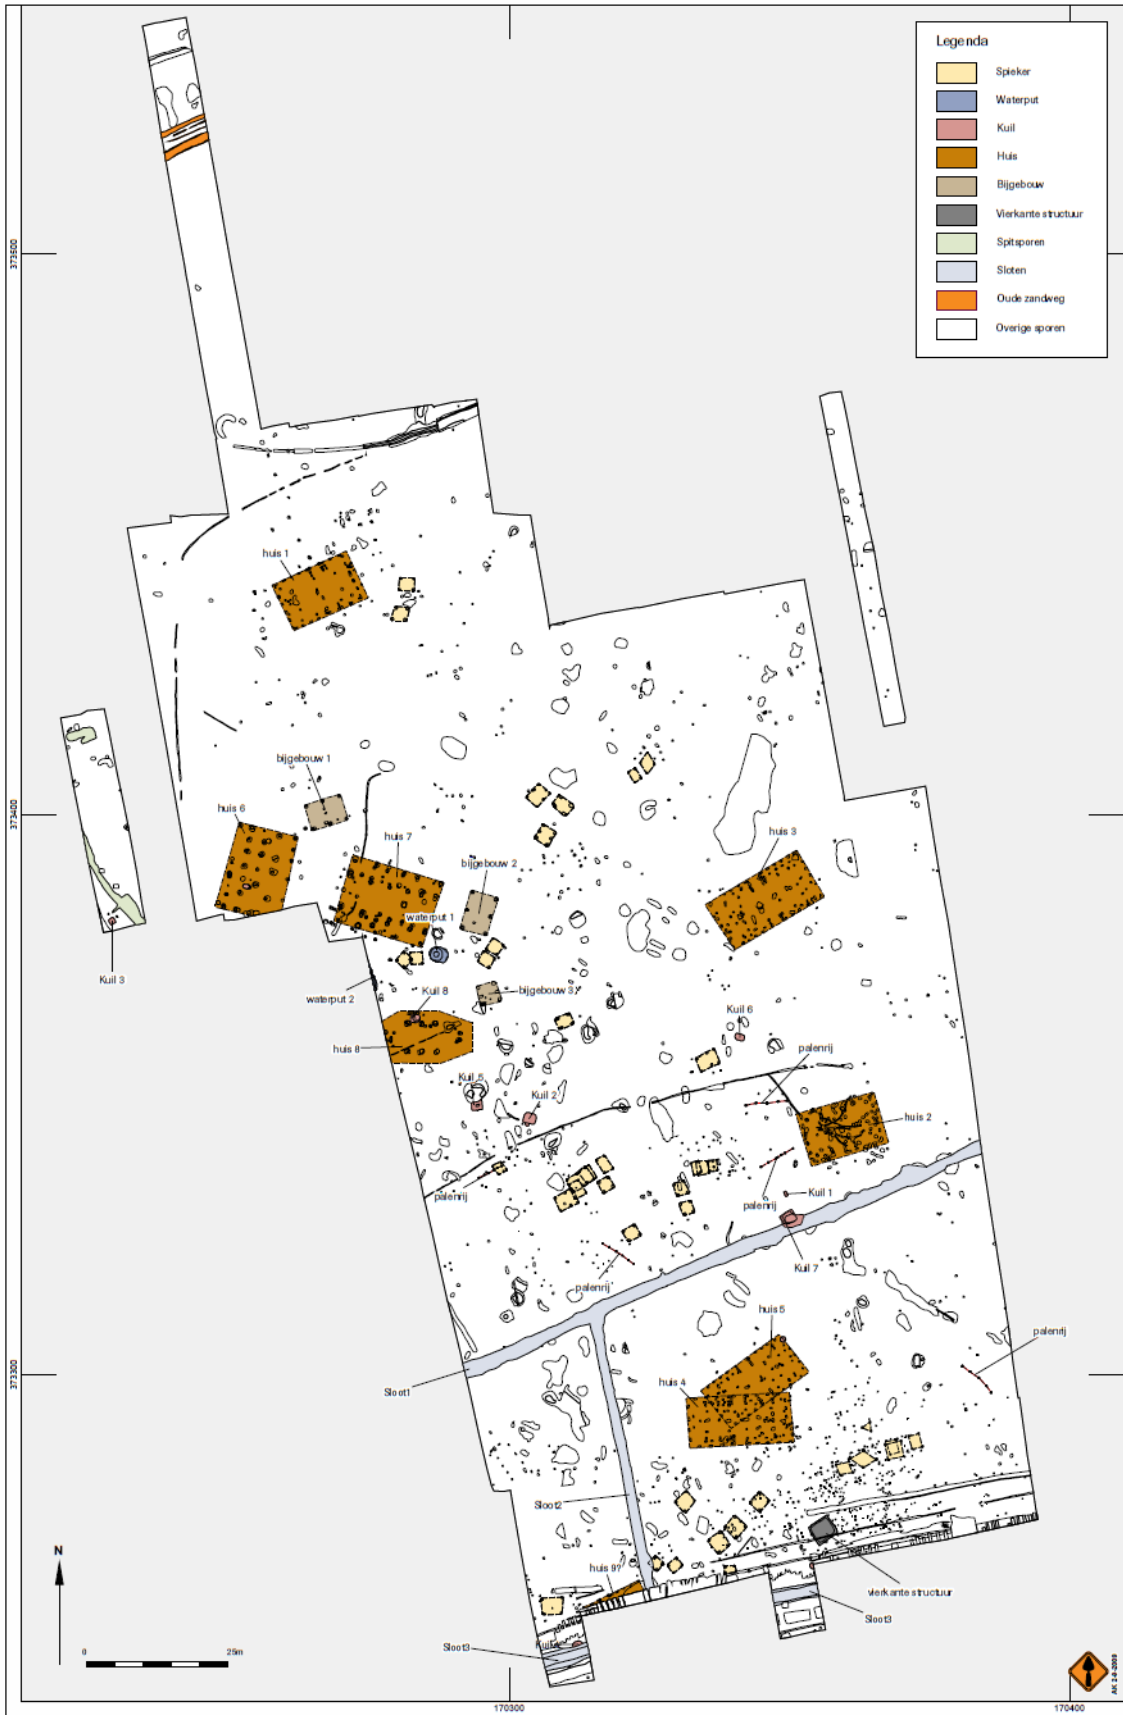 Legenda
Spieker
Waterput
Kuil
Huis
Bijgebouw
Vierkante structuur
Spitsporen
Sloten
Oude zandweg
Overige sporen
373500
huis 1
bijgebouw 1
373400
huis 6
huis 7
huis 3
bijgebouw 2
waterput 1
Kuil 3
waterput 2
Kuil 8
bijgebouw 3
Kuil 6
huis 8
palenrij
Kuil 5
Kuil 2
huis 2
palenrij
palenrij
Kuil 1
Kuil 7
palenrij
huis 5
palenrij
373300
Sloot1
huis 4
Sloot2
N
huis 9?
vierkante structuur
Sloot3
Sloot3
0
25m
170300
170400